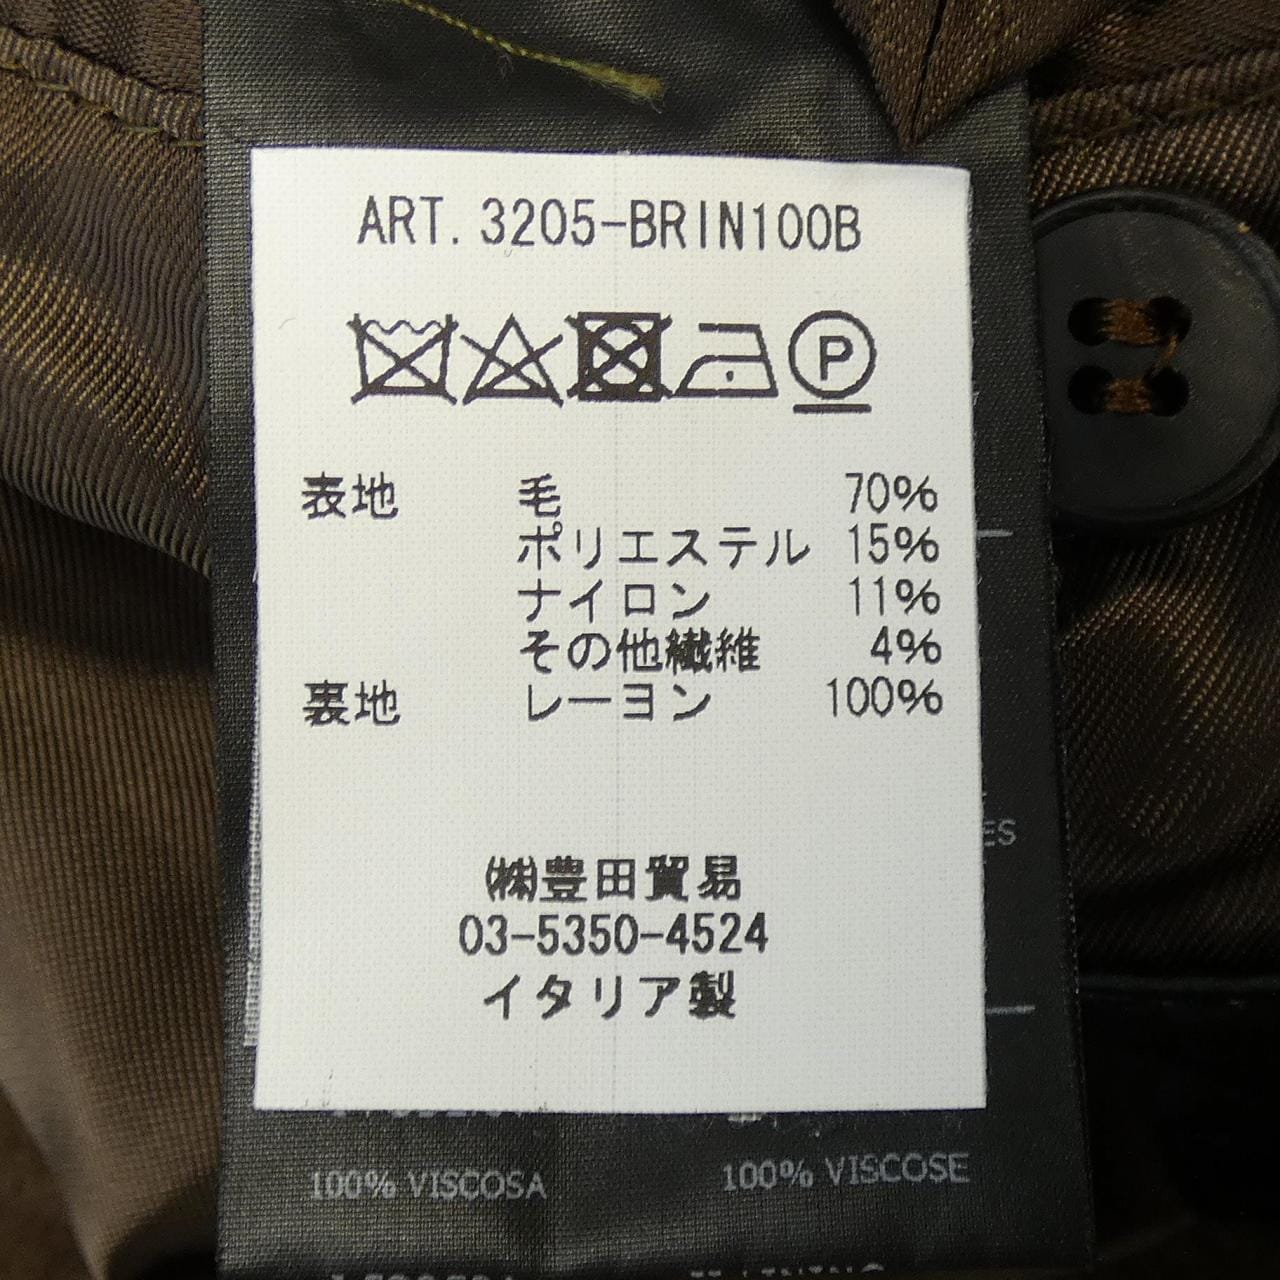 ART. 3205-BRIN100B
P
表地 毛 70%
ポリエステル 15%
ナイロン 11%
その他繊維 4%
裏地 レーヨン 100%
ES
㈱豊田貿易
03-5350-4524
イタリア製
100% VISCOSA 100% VISCOSE